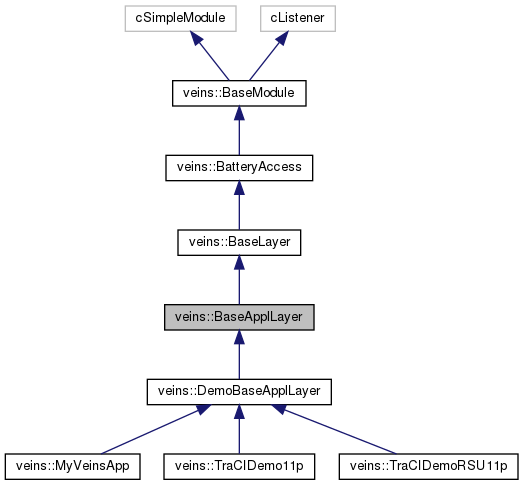 cSimpleModule
cListener
veins::BaseModule
veins::BatteryAccess
veins::BaseLayer
veins::BaseApplLayer
veins::DemoBaseApplLayer
veins::MyVeinsApp
veins::TraCIDemo11p
veins::TraCIDemoRSU11p